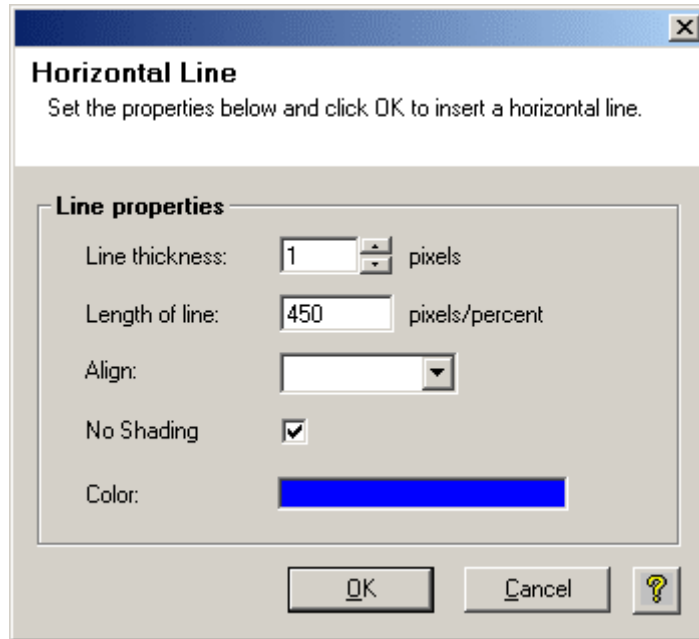 Horizontal Line
Set the properties below and click OK to insert a horizontal line.
Line properties
Line thickness: 1 pixels
Length of line: 450 pixels/percent
Align:
No Shading
Color:
OK Cancel ?